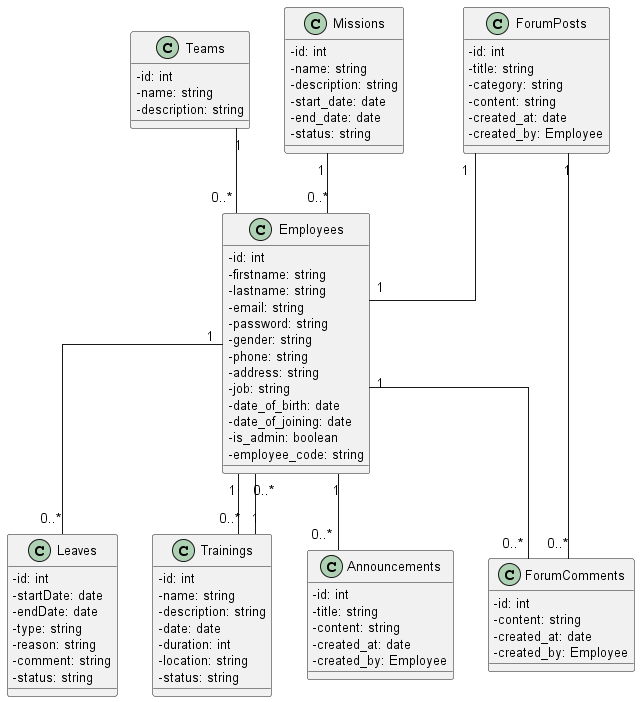 C Teams
-id: int
-name: string
-description: string
C Missions
-id: int
-name: string
-description: string
-start_date: date
-end_date: date
-status: string
C ForumPosts
-id: int
-title: string
-category: string
-content: string
-created_at: date
-created_by: Employee
1
0..*
1
0..*
1
1
C Employees
-id: int
-firstname: string
-lastname: string
-email: string
-password: string
-gender: string
-phone: string
-address: string
-job: string
-date_of_birth: date
-date_of_joining: date
-is_admin: boolean
-employee_code: string
1
1
1
1
0..*
1
0..*
0..*
1
0..*
0..*
0..*
C Leaves
-id: int
-startDate: date
-endDate: date
-type: string
-reason: string
-comment: string
-status: string
C Trainings
-id: int
-name: string
-description: string
-date: date
-duration: int
-location: string
-status: string
C Announcements
-id: int
-title: string
-content: string
-created_at: date
-created_by: Employee
C ForumComments
-id: int
-content: string
-created_at: date
-created_by: Employee